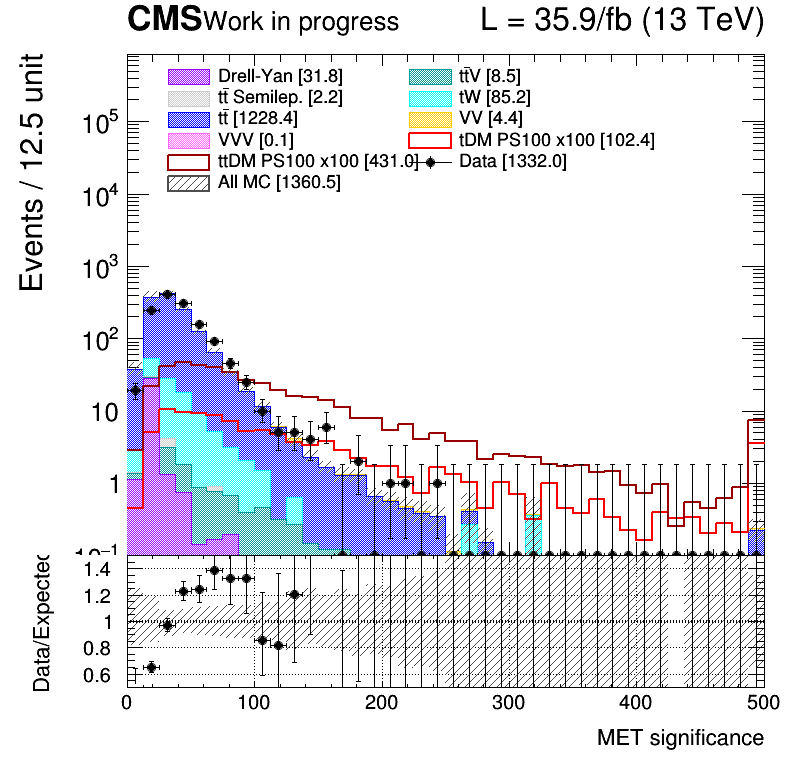 CMS Work in progress L = 35.9/fb (13 TeV)
Events / 12.5 unit
Drell-Yan [31.8] tt̄V [8.5]
tt̄ Semilep. [2.2] tW [85.2]
tt̄ [1228.4] VV [4.4]
VVV [0.1] tDM PS100 x100 [102.4]
ttDM PS100 x100 [431.0] Data [1332.0]
All MC [1360.5]
10⁵
10⁴
10³
10²
10
1
10⁻¹
Data/Expected
1.4
1.2
1
0.8
0.6
0 100 200 300 400 500
MET significance